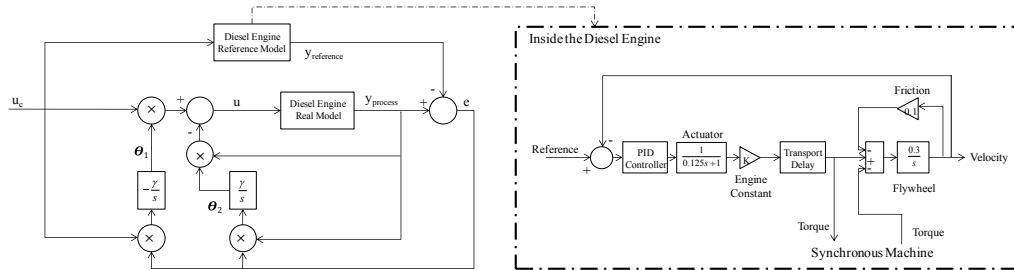 Diesel Engine
Reference Model
y_reference
-
u_c
×
+
-
u
Diesel Engine
Real Model
y_process
+
e
θ_1
×
-γ/s
θ_2
γ/s
×
×
Inside the Diesel Engine
Reference
+
-
PID
Controller
Actuator
1
0.125s+1
K
Engine
Constant
Transport
Delay
Friction
0.1
-
+
-
0.3
s
Flywheel
Velocity
Torque
Torque
Synchronous Machine